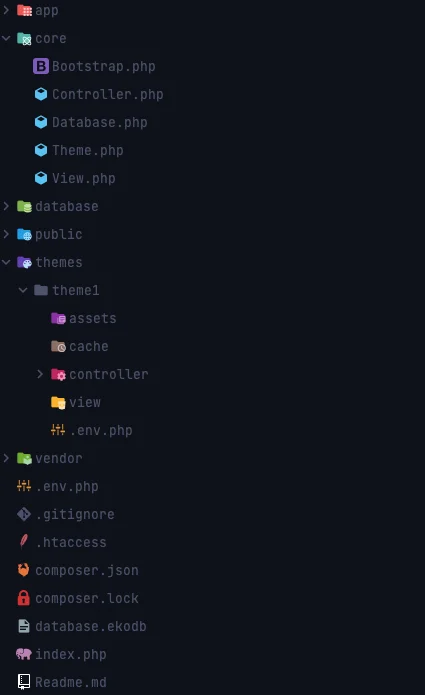 app
core
Bootstrap.php
Controller.php
Database.php
Theme.php
View.php
database
public
themes
theme1
assets
cache
controller
view
.env.php
vendor
.env.php
.gitignore
.htaccess
composer.json
composer.lock
database.ekodb
index.php
Readme.md